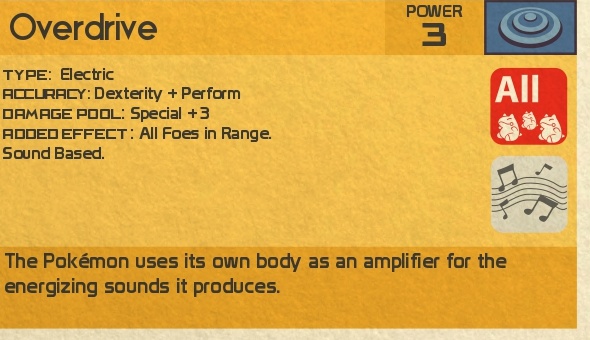 Overdrive
POWER
3
TYPE: Electric
ACCURACY: Dexterity + Perform
DAMAGE POOL: Special +3
ADDED EFFECT: All Foes in Range.
Sound Based.
All
The Pokémon uses its own body as an amplifier for the
energizing sounds it produces.